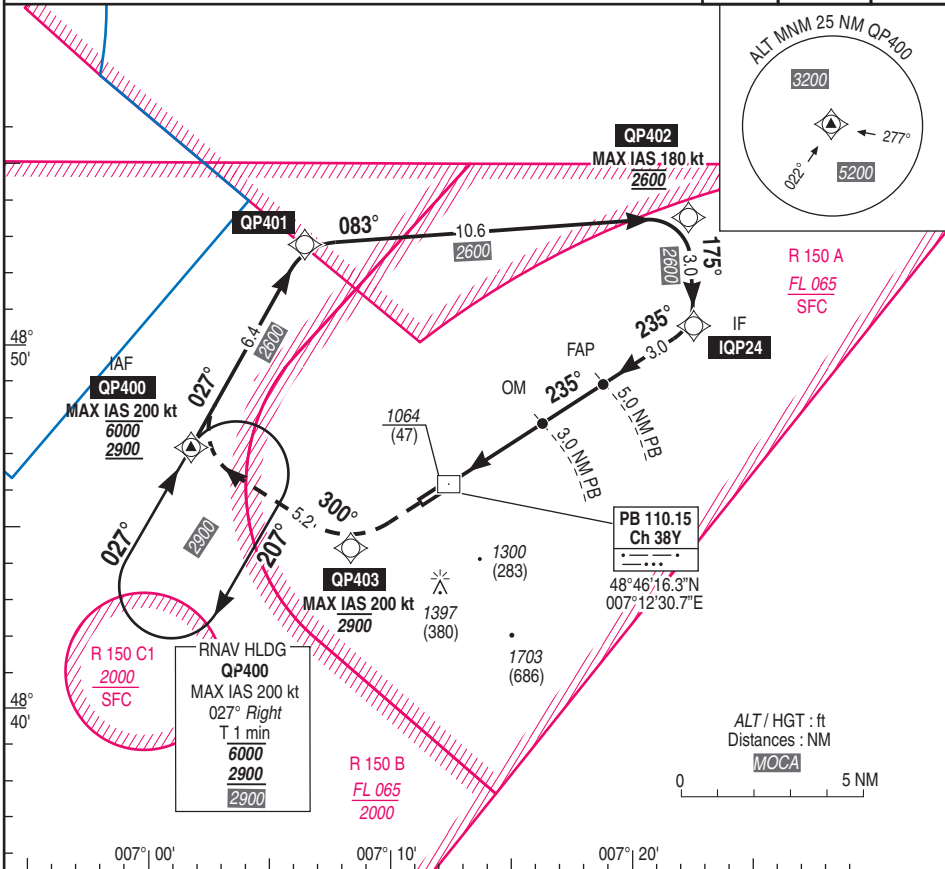 ALT MNM 25 NM QP400
3200
277°
022°
5200
QP402
MAX IAS 180 kt
2600
QP401
083°
10.6
2600
175°
3.0
2600
R 150 A
FL 065
SFC
48°
50'
6.4
2600
027°
IAF
QP400
MAX IAS 200 kt
6000
2900
235°
3.0
IF
IQP24
FAP
5.0 NM PB
OM
235°
3.0 NM PB
1064
(47)
PB 110.15
Ch 38Y
48°46'16.3"N
007°12'30.7"E
300°
5.2
027°
2900
207°
QP403
MAX IAS 200 kt
2900
1300
(283)
1397
(380)
1703
(686)
R 150 C1
2000
SFC
RNAV HLDG
QP400
MAX IAS 200 kt
027° Right
T 1 min
6000
2900
2900
48°
40'
R 150 B
FL 065
2000
ALT / HGT : ft
Distances : NM
MOCA
0 5 NM
007° 00' 007° 10' 007° 20'